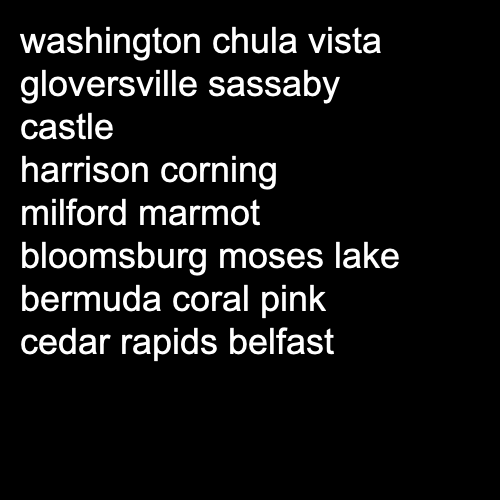 washington chula vista
gloversville sassaby
castle
harrison corning
milford marmot
bloomsburg moses lake
bermuda coral pink
cedar rapids belfast